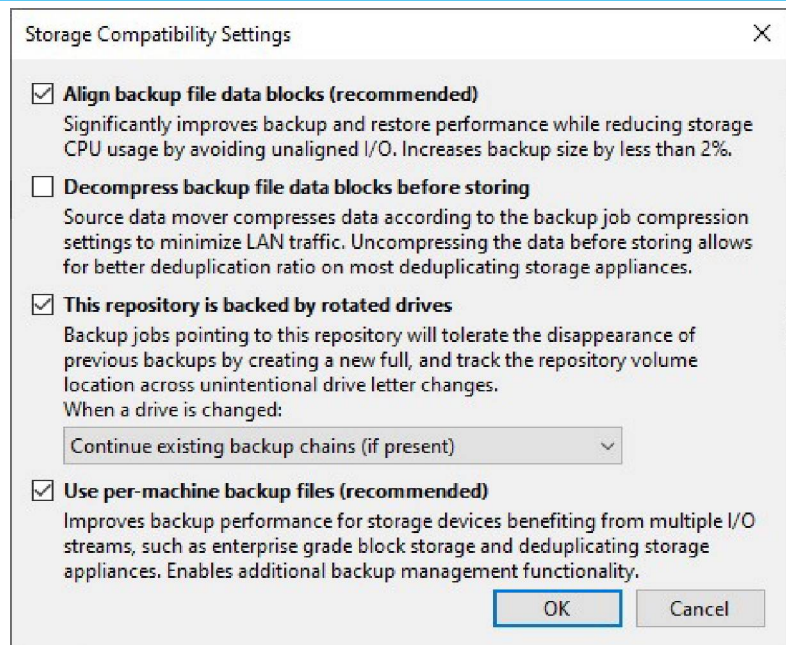 Storage Compatibility Settings
Align backup file data blocks (recommended)
Significantly improves backup and restore performance while reducing storage
CPU usage by avoiding unaligned I/O. Increases backup size by less than 2%.
Decompress backup file data blocks before storing
Source data mover compresses data according to the backup job compression
settings to minimize LAN traffic. Uncompressing the data before storing allows
for better deduplication ratio on most deduplicating storage appliances.
This repository is backed by rotated drives
Backup jobs pointing to this repository will tolerate the disappearance of
previous backups by creating a new full, and track the repository volume
location across unintentional drive letter changes.
When a drive is changed:
Continue existing backup chains (if present)
Use per-machine backup files (recommended)
Improves backup performance for storage devices benefiting from multiple I/O
streams, such as enterprise grade block storage and deduplicating storage
appliances. Enables additional backup management functionality.
OK Cancel